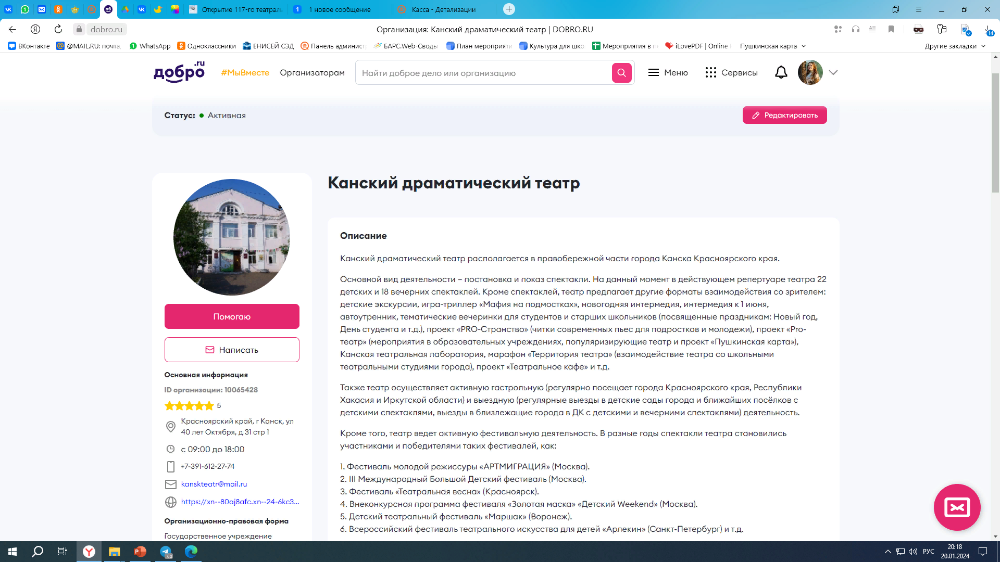 Открытие 117-го театраль
1 1 новое сообщение
Касса - Детализации
dobro.ru
Организация: Канский драматический театр | DOBRO.RU
14
ВКонтакте
@MAIL.RU: почта,
WhatsApp
Одноклассники
ЕНИСЕЙ СЭД
Панель админист
БАРС.Web-Своды
План мероприяти
Культура для шко
Мероприятия в п
iLovePDF | Online
Пушкинская карта
Другие закладки
добро.ru
#МыВместе
Организаторам
Найти доброе дело или организацию
Меню
Сервисы
Статус: Активная
Редактировать
Канский драматический театр
Помогаю
Написать
Основная информация
ID организации: 10065428
5
Красноярский край, г Канск, ул
40 лет Октября, д 31 стр 1
с 09:00 до 18:00
+7-391-612-27-74
kanskteatr@mail.ru
https://xn--80aj8afc.xn--24-6kc3...
Организационно-правовая форма
Государственное учреждение
Описание
Канский драматический театр располагается в правобережной части города Канска Красноярского края.
Основной вид деятельности – постановка и показ спектакли. На данный момент в действующем репертуаре театра 22
детских и 18 вечерних спектаклей. Кроме спектаклей, театр предлагает другие форматы взаимодействия со зрителем:
детские экскурсии, игра-триллер «Мафия на подмостках», новогодняя интермедия, интермедия к 1 июня,
автоутренник, тематические вечеринки для студентов и старших школьников (посвященные праздникам: Новый год,
День студента и т.д.), проект «PRO-Странство» (читки современных пьес для подростков и молодежи), проект «Pro-
театр» (мероприятия в образовательных учреждениях, популяризирующие театр и проект «Пушкинская карта»),
Канская театральная лаборатория, марафон «Территория театра» (взаимодействие театра со школьными
театральными студиями города), проект «Театральное кафе» и т.д.
Также театр осуществляет активную гастрольную (регулярно посещает города Красноярского края, Республики
Хакасия и Иркутской области) и выездную (регулярные выезды в детские сады города и ближайших посёлков с
детскими спектаклями, выезды в близлежащие города в ДК с детскими и вечерними спектаклями) деятельность.
Кроме того, театр ведет активную фестивальную деятельность. В разные годы спектакли театра становились
участниками и победителями таких фестивалей, как:
1. Фестиваль молодой режиссуры «АРТМИГРАЦИЯ» (Москва).
2. III Международный Большой Детский фестиваль (Москва).
3. Фестиваль «Театральная весна» (Красноярск).
4. Внеконкурсная программа фестиваля «Золотая маска» «Детский Weekend» (Москва).
5. Детский театральный фестиваль «Маршак» (Воронеж).
6. Всероссийский фестиваль театрального искусства для детей «Арлекин» (Санкт-Петербург) и т.д.
60
РУС
20:18
20.01.2024